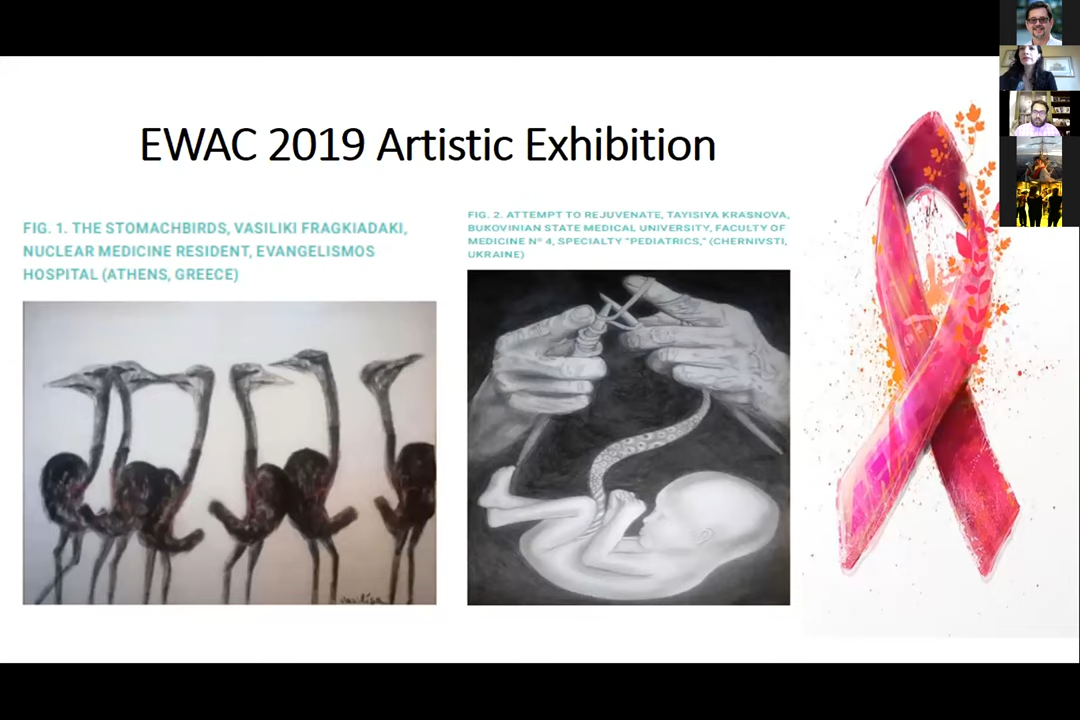 EWAC 2019 Artistic Exhibition
FIG. 1. THE STOMACHBIRDS, VASILIKI FRAGKIADAKI,
NUCLEAR MEDICINE RESIDENT, EVANGELISMOS
HOSPITAL (ATHENS, GREECE)
FIG. 2. ATTEMPT TO REJUVENATE, TAYISIYA KRASNOVA,
BUKOVINIAN STATE MEDICAL UNIVERSITY, FACULTY OF
MEDICINE Nº 4, SPECIALTY "PEDIATRICS," (CHERNIVSTI,
UKRAINE)